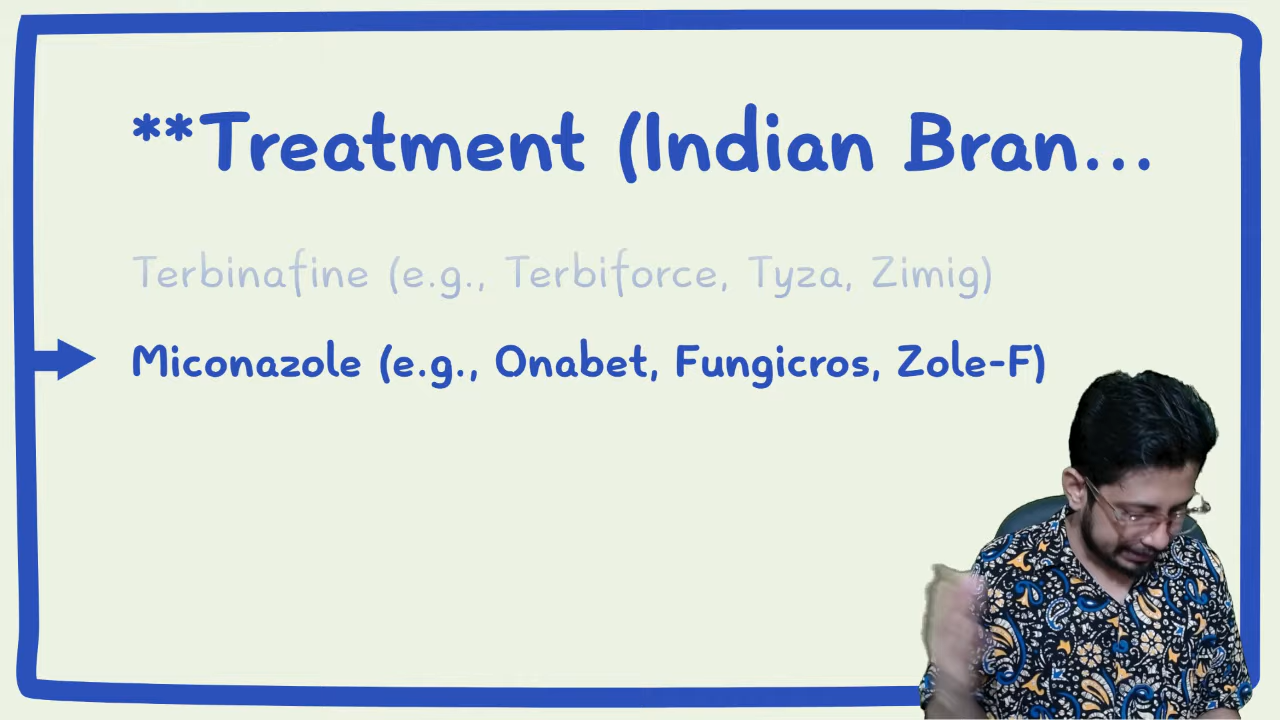 **Treatment (Indian Bran...
Terbinafine (e.g., Terbiforce, Tyza, Zimig)
Miconazole (e.g., Onabet, Fungicros, Zole-F)